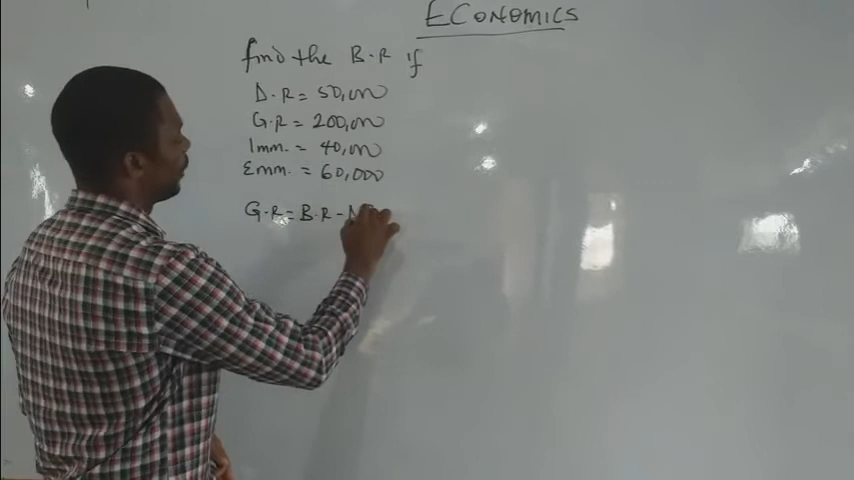 ECONOMICS
find the B.R if
D.R = 50,000
G.R = 200,000
Imm. = 40,000
Emm. = 60,000
G.R = B.R -